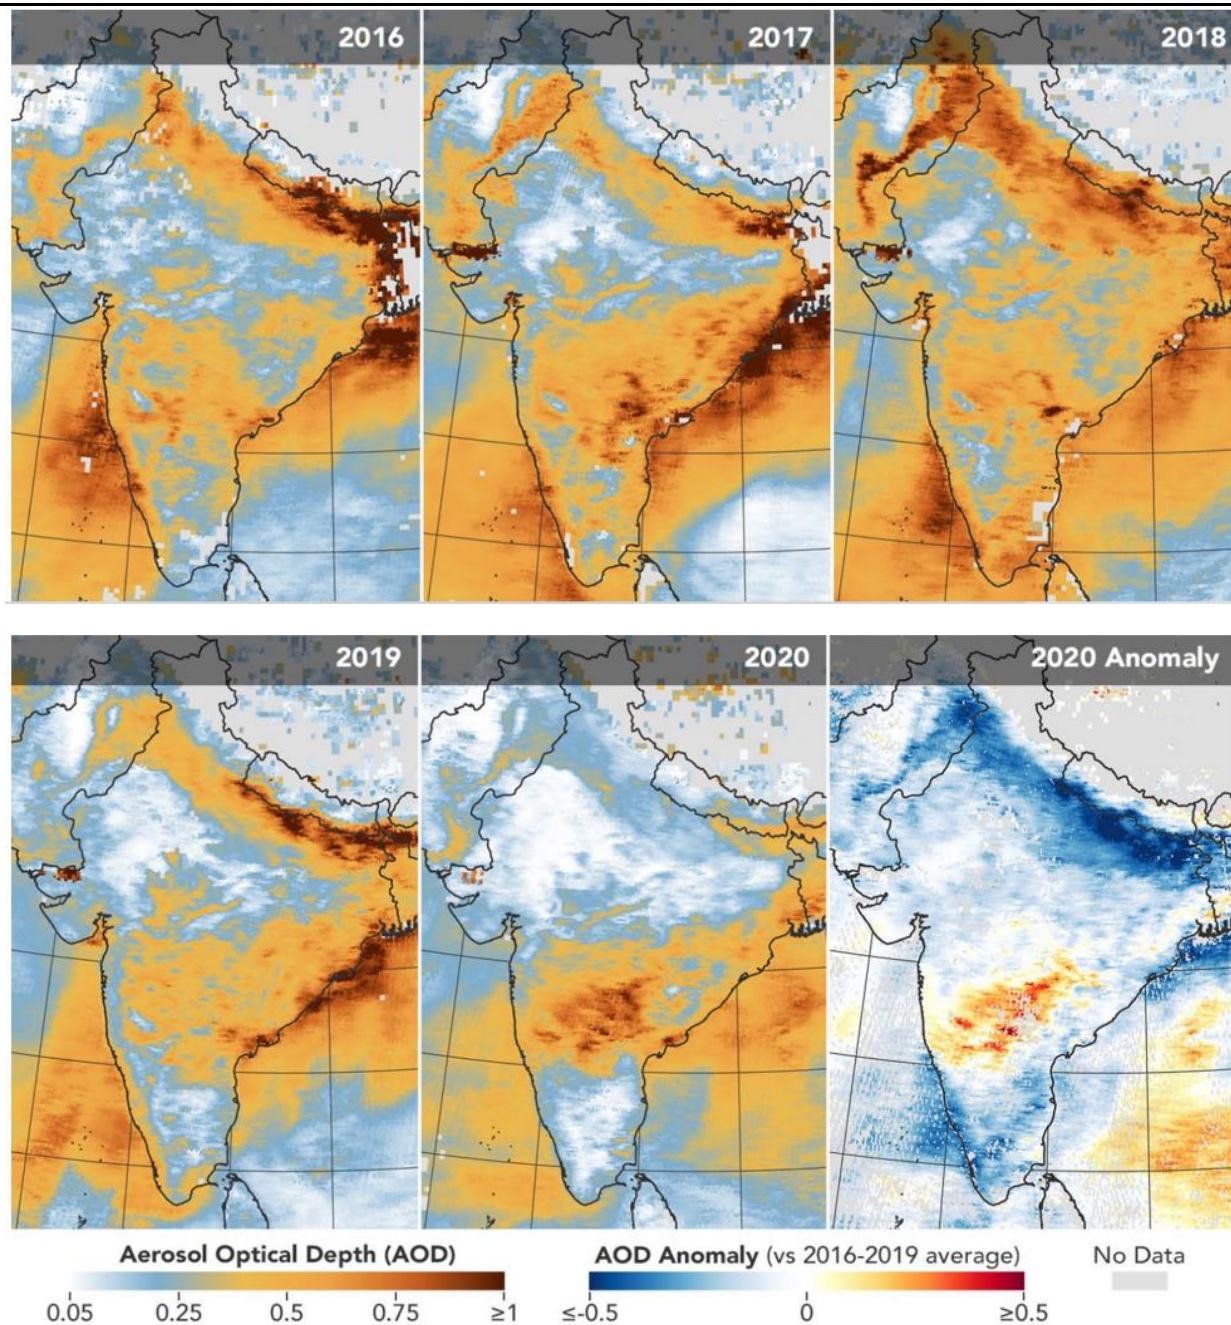 2016
2017
2018
2019
2020
2020 Anomaly
Aerosol Optical Depth (AOD)
0.05 0.25 0.5 0.75 ≥1
AOD Anomaly (vs 2016-2019 average)
≤-0.5 0 ≥0.5
No Data